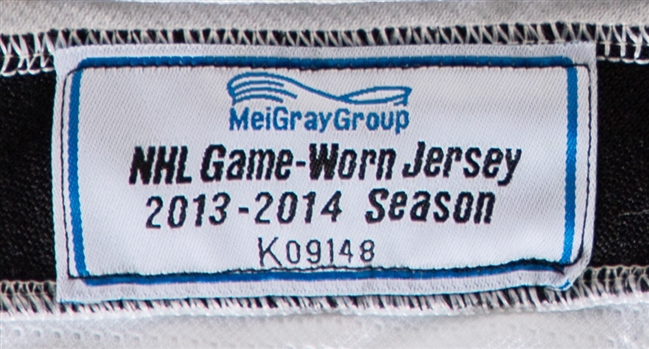 MeiGrayGroup
NHL Game-Worn Jersey
2013-2014 Season
K09148